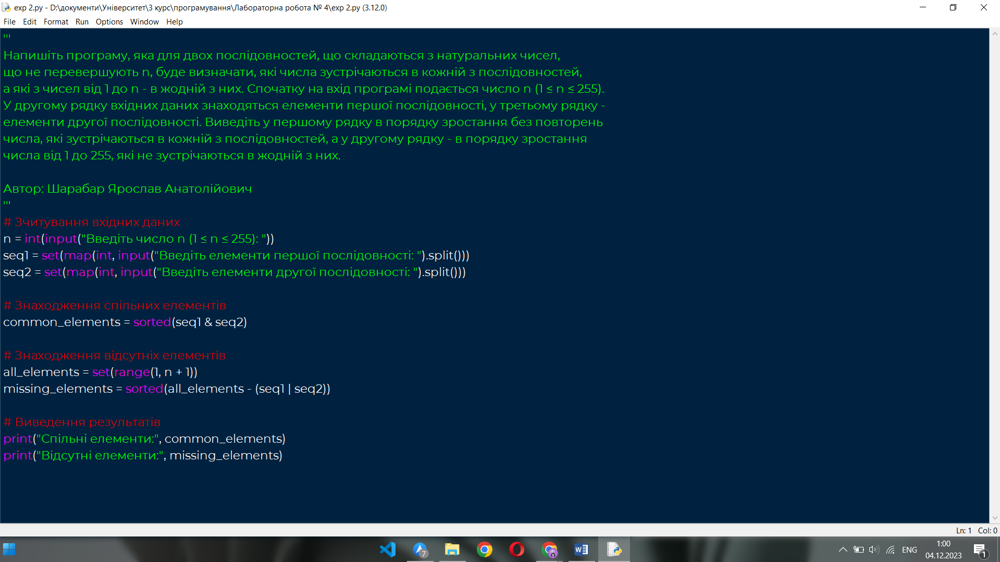 exp 2.py - D:\документи\Університет\3 курс\програмування\Лабораторна робота № 4\exp 2.py (3.12.0)
File Edit Format Run Options Window Help
'''
Напишіть програму, яка для двох послідовностей, що складаються з натуральних чисел,
що не перевершують n, буде визначати, які числа зустрічаються в кожній з послідовностей,
а які з чисел від 1 до n - в жодній з них. Спочатку на вхід програмі подається число n (1 ≤ n ≤ 255).
У другому рядку вхідних даних знаходяться елементи першої послідовності, у третьому рядку -
елементи другої послідовності. Виведіть у першому рядку в порядку зростання без повторень
числа, які зустрічаються в кожній з послідовностей, а у другому рядку - в порядку зростання
числа від 1 до 255, які не зустрічаються в жодній з них.
Автор: Шарабар Ярослав Анатолійович
'''
# Зчитування вхідних даних
n = int(input("Введіть число n (1 ≤ n ≤ 255): "))
seq1 = set(map(int, input("Введіть елементи першої послідовності: ").split()))
seq2 = set(map(int, input("Введіть елементи другої послідовності: ").split()))
# Знаходження спільних елементів
common_elements = sorted(seq1 & seq2)
# Знаходження відсутніх елементів
all_elements = set(range(1, n + 1))
missing_elements = sorted(all_elements - (seq1 | seq2))
# Виведення результатів
print("Спільні елементи:", common_elements)
print("Відсутні елементи:", missing_elements)
Ln: 1 Col: 0
7
ENG
1:00
04.12.2023
1